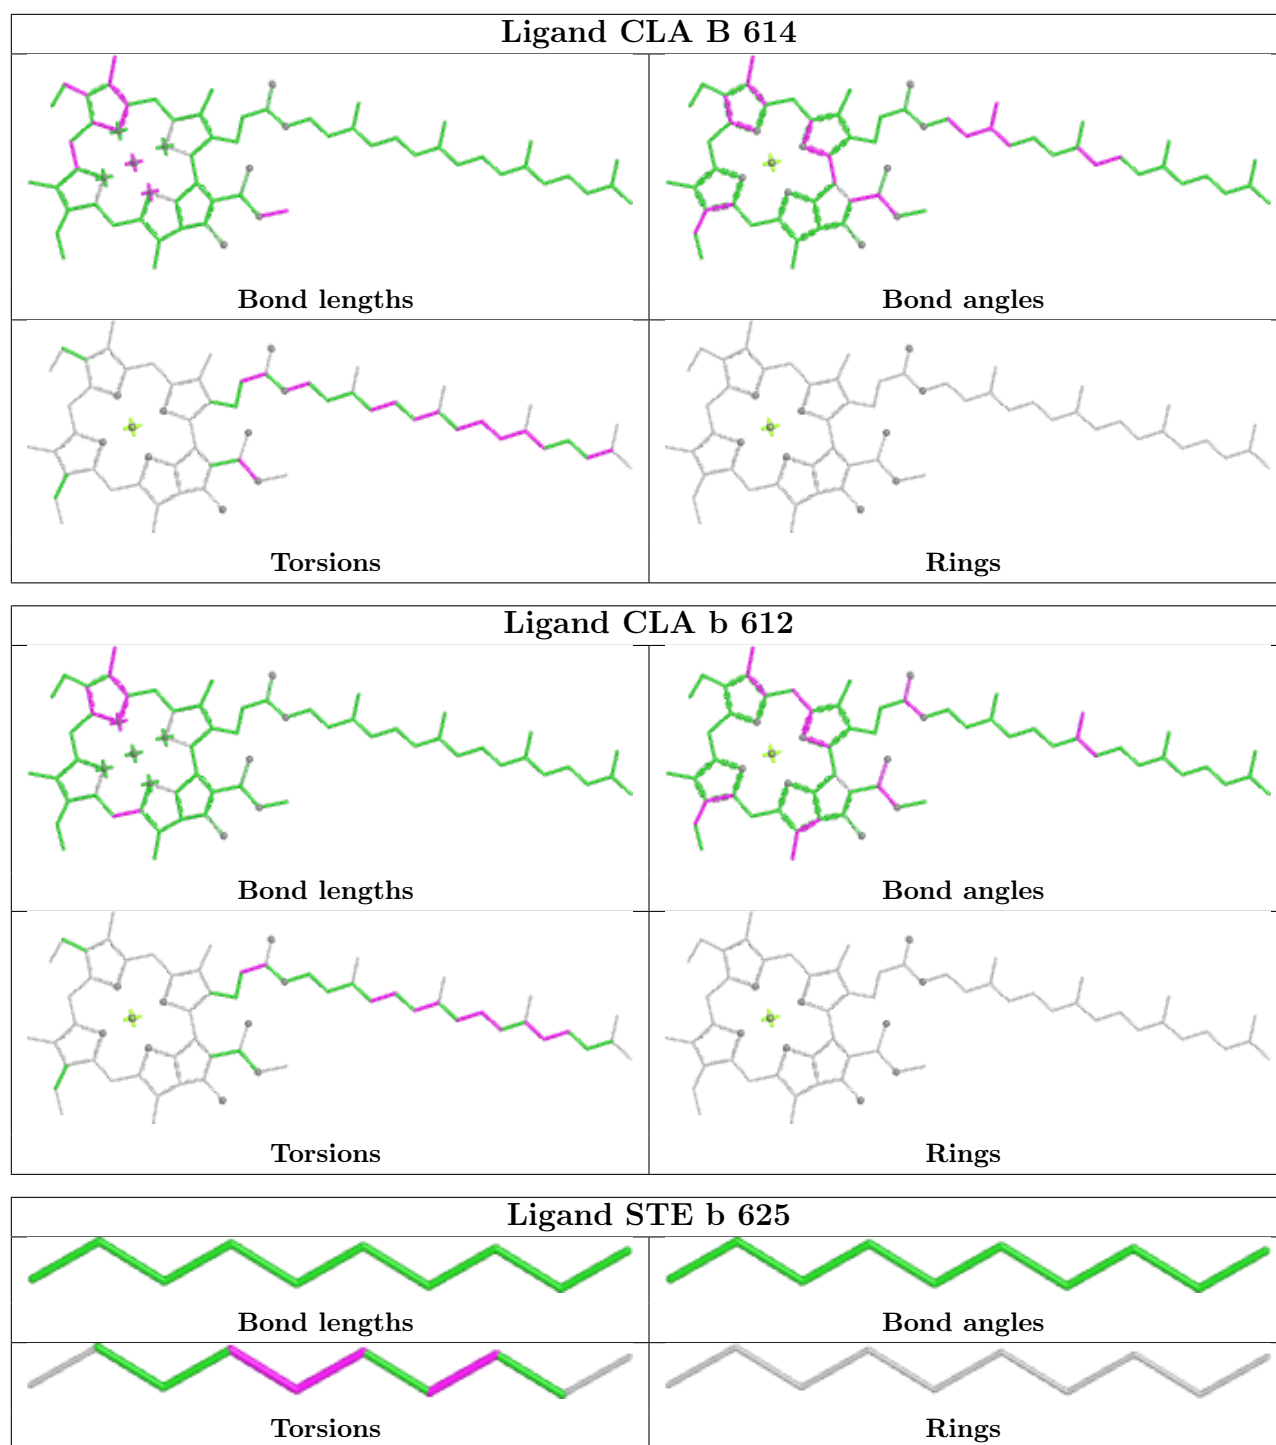 Ligand CLA B 614
Bond lengths
Bond angles
Torsions
Rings
Ligand CLA b 612
Bond lengths
Bond angles
Torsions
Rings
Ligand STE b 625
Bond lengths
Bond angles
Torsions
Rings